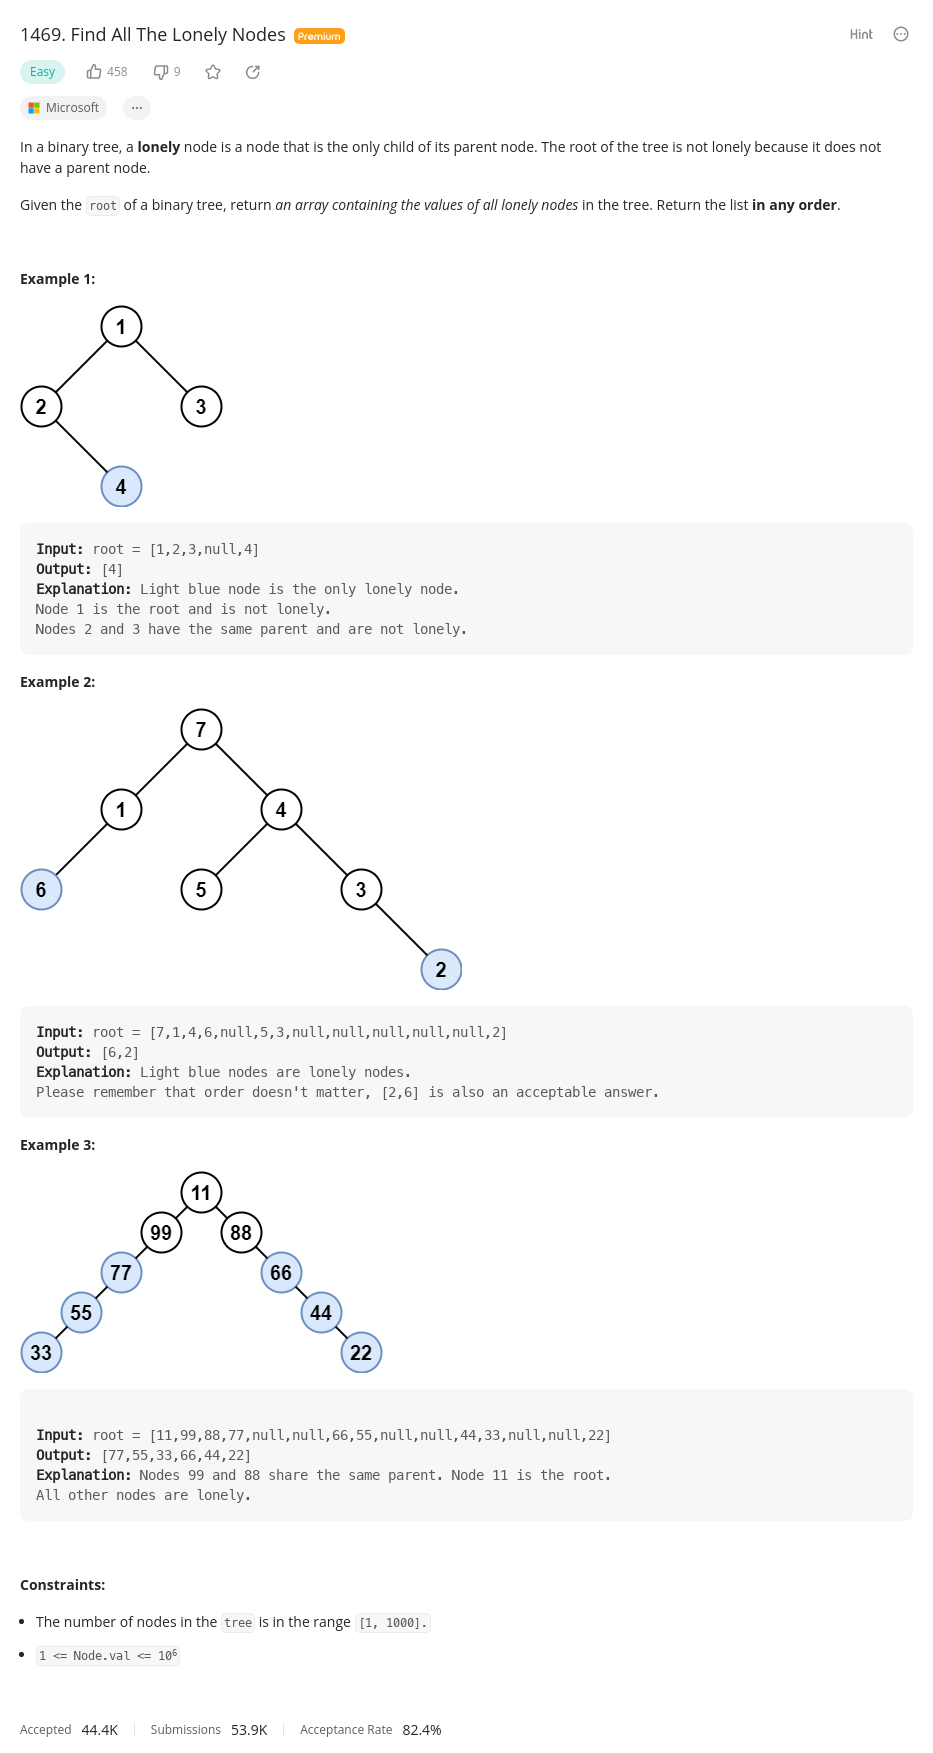 1469. Find All The Lonely Nodes Premium Hint
Easy 458 9
Microsoft ...
In a binary tree, a lonely node is a node that is the only child of its parent node. The root of the tree is not lonely because it does not
have a parent node.
Given the root of a binary tree, return an array containing the values of all lonely nodes in the tree. Return the list in any order.
Example 1:
1
2 3
4
Input: root = [1,2,3,null,4]
Output: [4]
Explanation: Light blue node is the only lonely node.
Node 1 is the root and is not lonely.
Nodes 2 and 3 have the same parent and are not lonely.
Example 2:
7
1 4
6 5 3
2
Input: root = [7,1,4,6,null,5,3,null,null,null,null,null,2]
Output: [6,2]
Explanation: Light blue nodes are lonely nodes.
Please remember that order doesn't matter, [2,6] is also an acceptable answer.
Example 3:
11
99 88
77 66
55 44
33 22
Input: root = [11,99,88,77,null,null,66,55,null,null,44,33,null,null,22]
Output: [77,55,33,66,44,22]
Explanation: Nodes 99 and 88 share the same parent. Node 11 is the root.
All other nodes are lonely.
Constraints:
• The number of nodes in the tree is in the range [1, 1000].
• 1 <= Node.val <= 10⁶
Accepted 44.4K Submissions 53.9K Acceptance Rate 82.4%